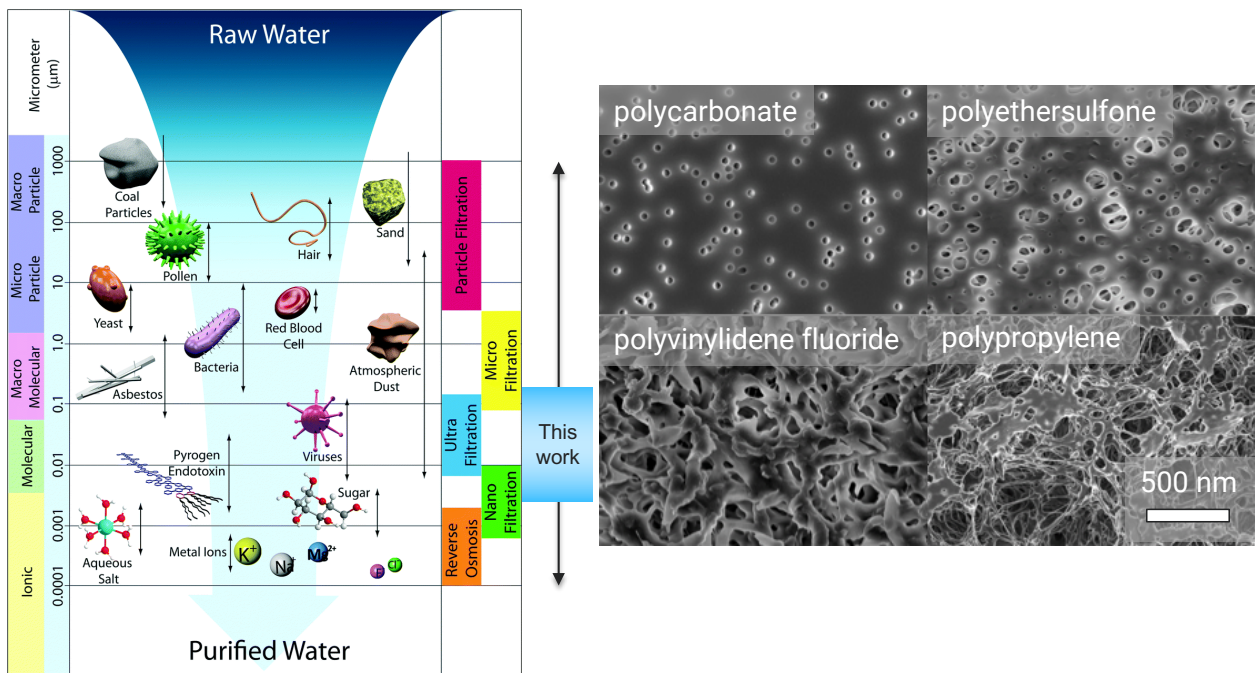 Raw Water
Micrometer
(μm)
1000
100
10
1.0
0.1
0.01
0.001
0.0001
Macro
Particle
Micro
Particle
Macro
Molecular
Molecular
Ionic
Coal
Particles
Pollen
Hair
Sand
Yeast
Bacteria
Red Blood
Cell
Atmospheric
Dust
Asbestos
Viruses
Pyrogen
Endotoxin
Sugar
Aqueous
Salt
Metal Ions
K+
Na+
Mg2+
F-
Cl-
Particle Filtration
Micro
Filtration
Ultra
Filtration
Nano
Filtration
Reverse
Osmosis
Purified Water
This
work
polycarbonate
polyethersulfone
polyvinylidene fluoride
polypropylene
500 nm